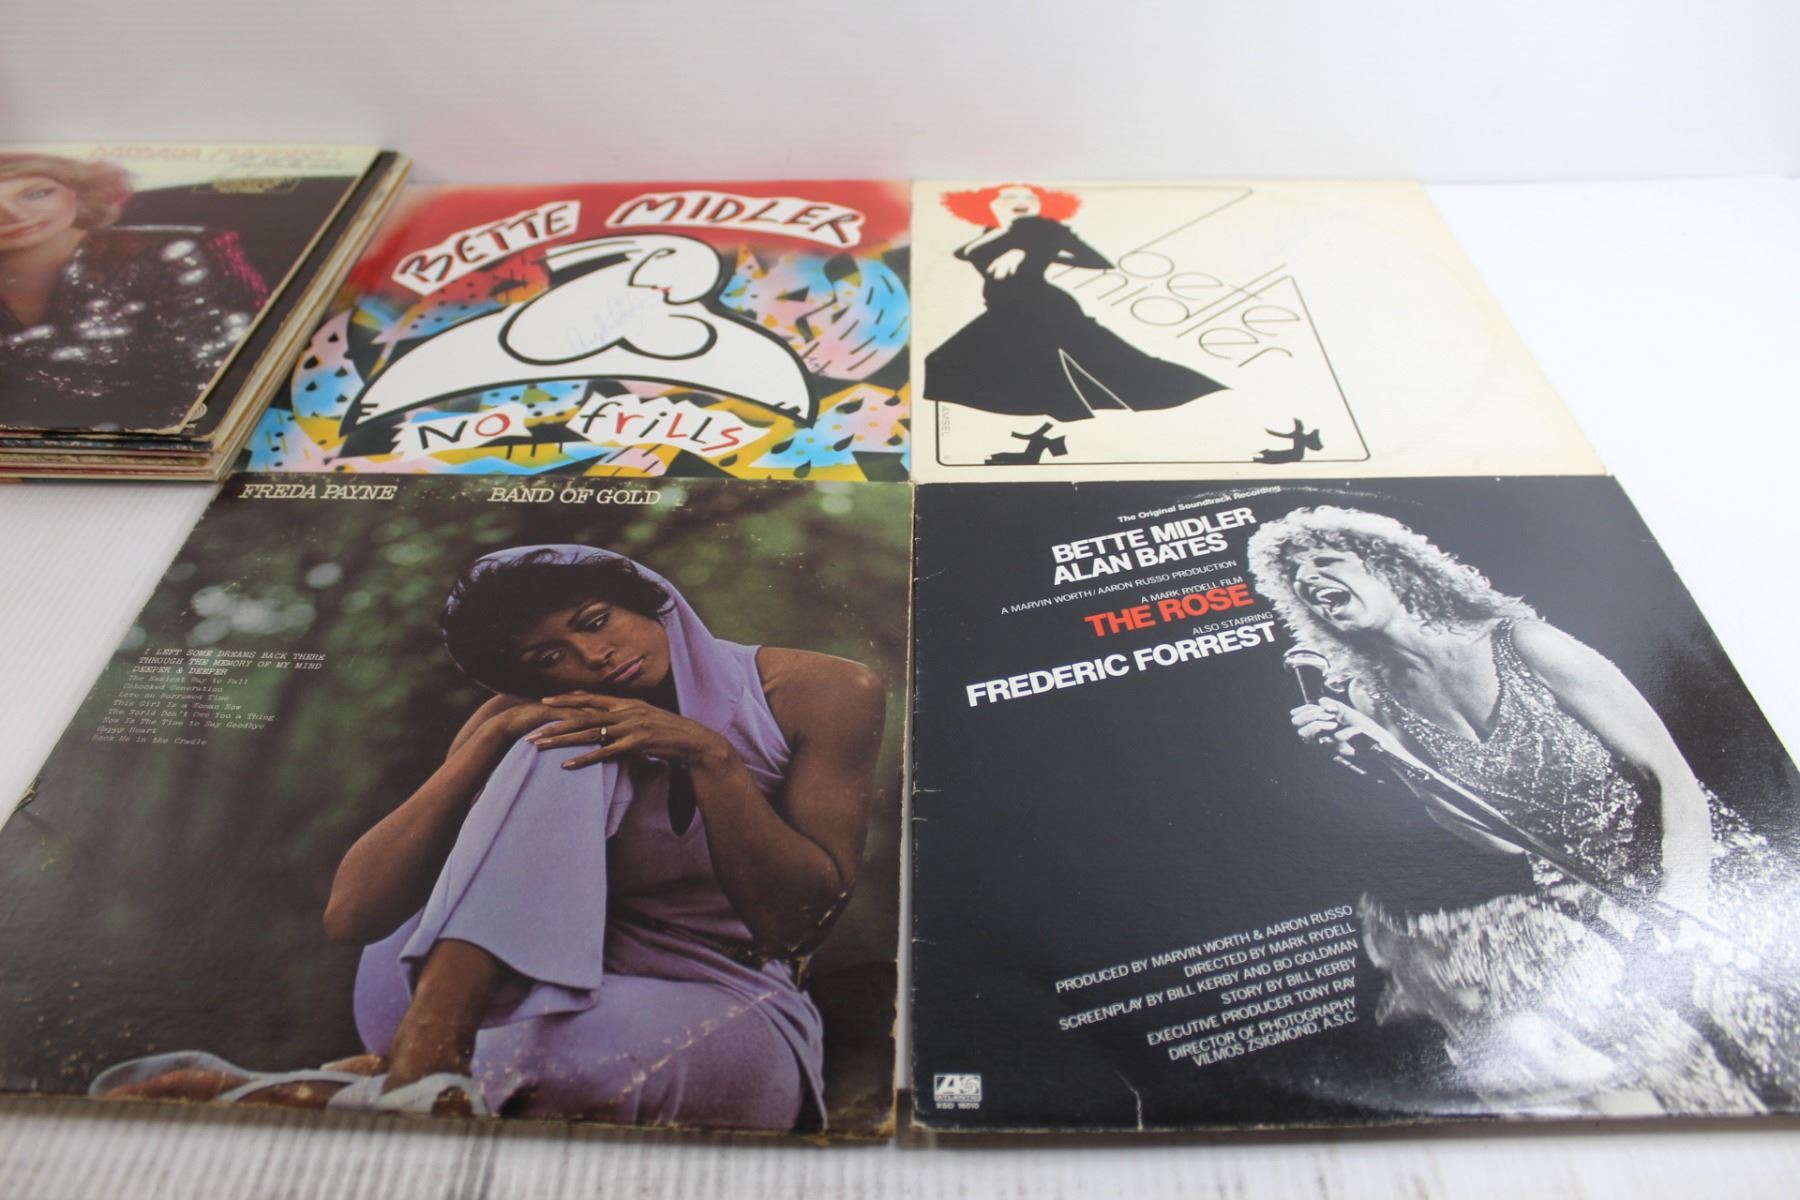 BARBARA MANDRELL
BETTE MIDLER
NO frills
bette
midler
AMSEL
FREDA PAYNE BAND OF GOLD
I LEFT SOME DREAMS BACK THERE
THROUGH THE MEMORY OF MY MIND
DEEPER & DEEPER
The Easiest Way to Fall
Unhooked Generation
Love on Borrowed Time
This Girl Is a Woman Now
The World Don't Owe You a Thing
Now Is The Time to Say Goodbye
Happy Heart
Rock Me in the Cradle
The Original Soundtrack Recording
BETTE MIDLER
ALAN BATES
A MARVIN WORTH/AARON RUSSO PRODUCTION
A MARK RYDELL FILM
THE ROSE
ALSO STARRING
FREDERIC FORREST
PRODUCED BY MARVIN WORTH & AARON RUSSO
DIRECTED BY MARK RYDELL
SCREENPLAY BY BILL KERBY AND BO GOLDMAN
STORY BY BILL KERBY
EXECUTIVE PRODUCER TONY RAY
DIRECTOR OF PHOTOGRAPHY
VILMOS ZSIGMOND, A.S.C.
ATLANTIC
XSD 16010